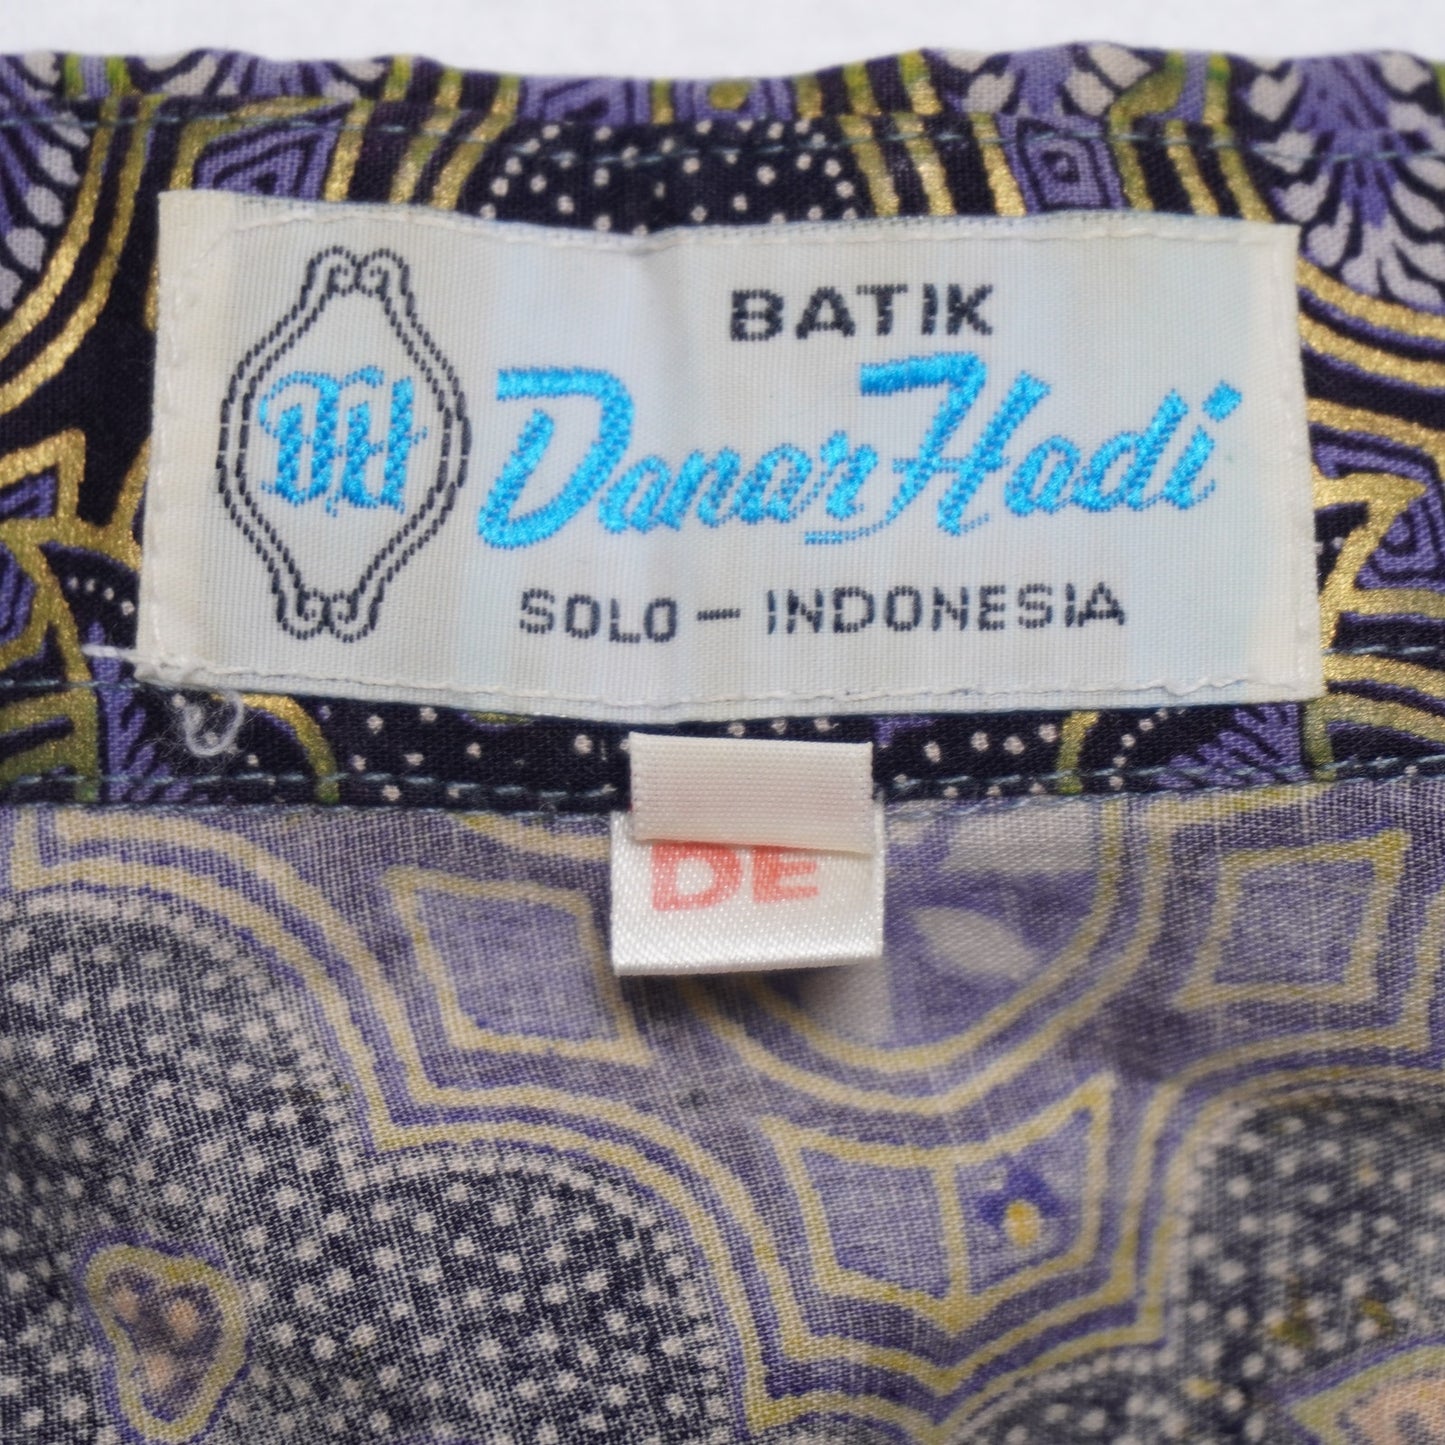 BATIK
DH Danar Hadi
SOLO — INDONESIA
DE